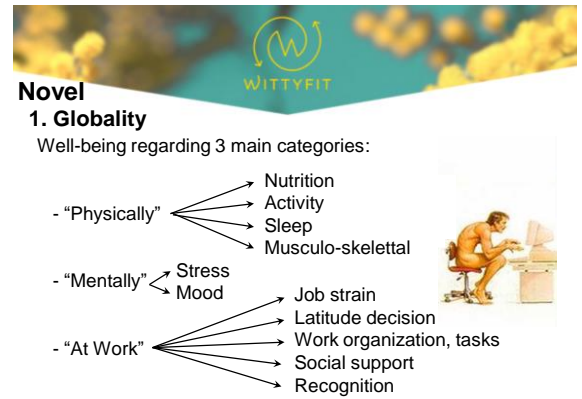 WITTYFIT
Novel
1. Globality
Well-being regarding 3 main categories:
- “Physically”
Nutrition
Activity
Sleep
Musculo-skelettal
- “Mentally”
Stress
Mood
- “At Work”
Job strain
Latitude decision
Work organization, tasks
Social support
Recognition